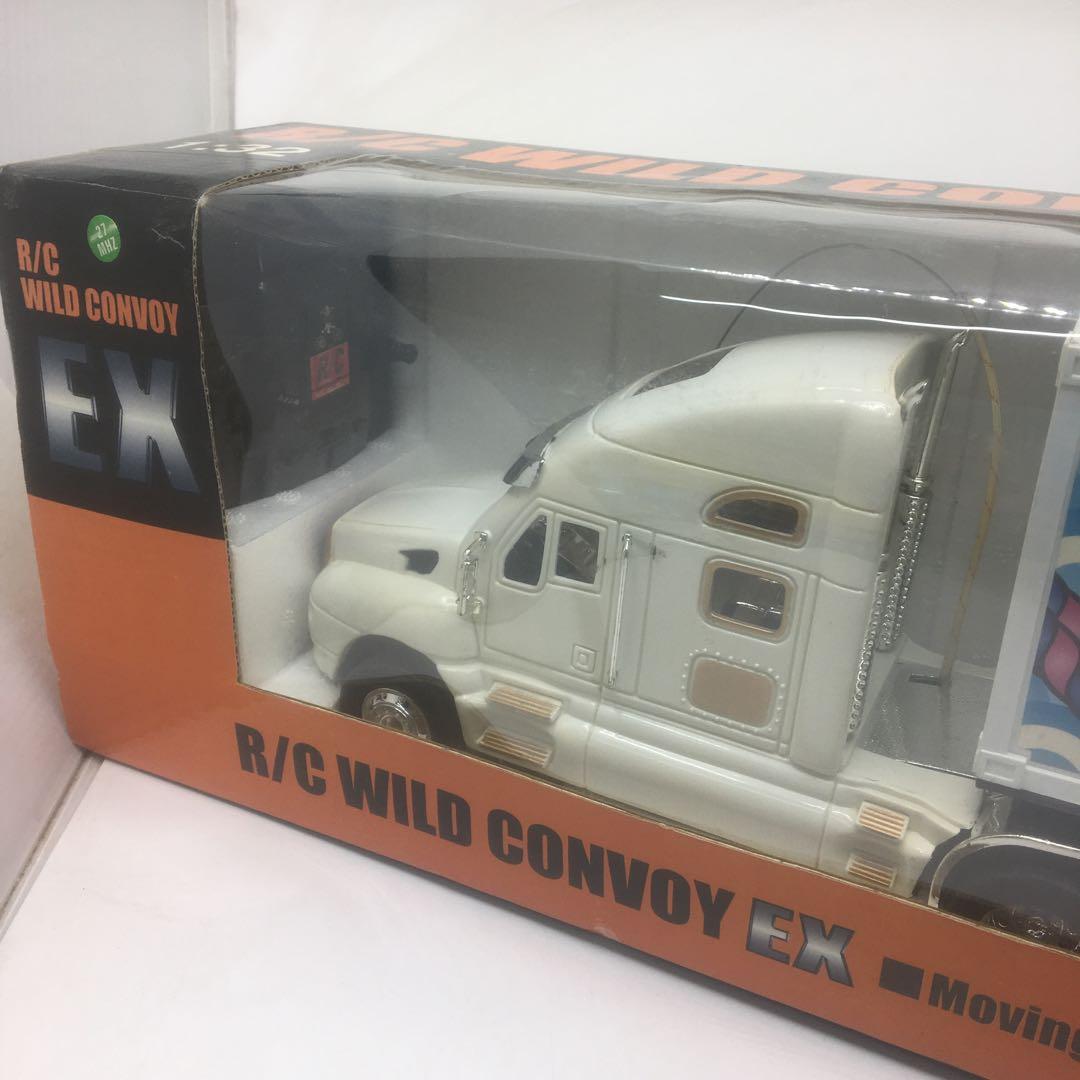 1:32
R/C WILD CO
27
MHZ
R/C
WILD CONVOY
EX
R/C
R/C WILD CONVOY EX ■Moving